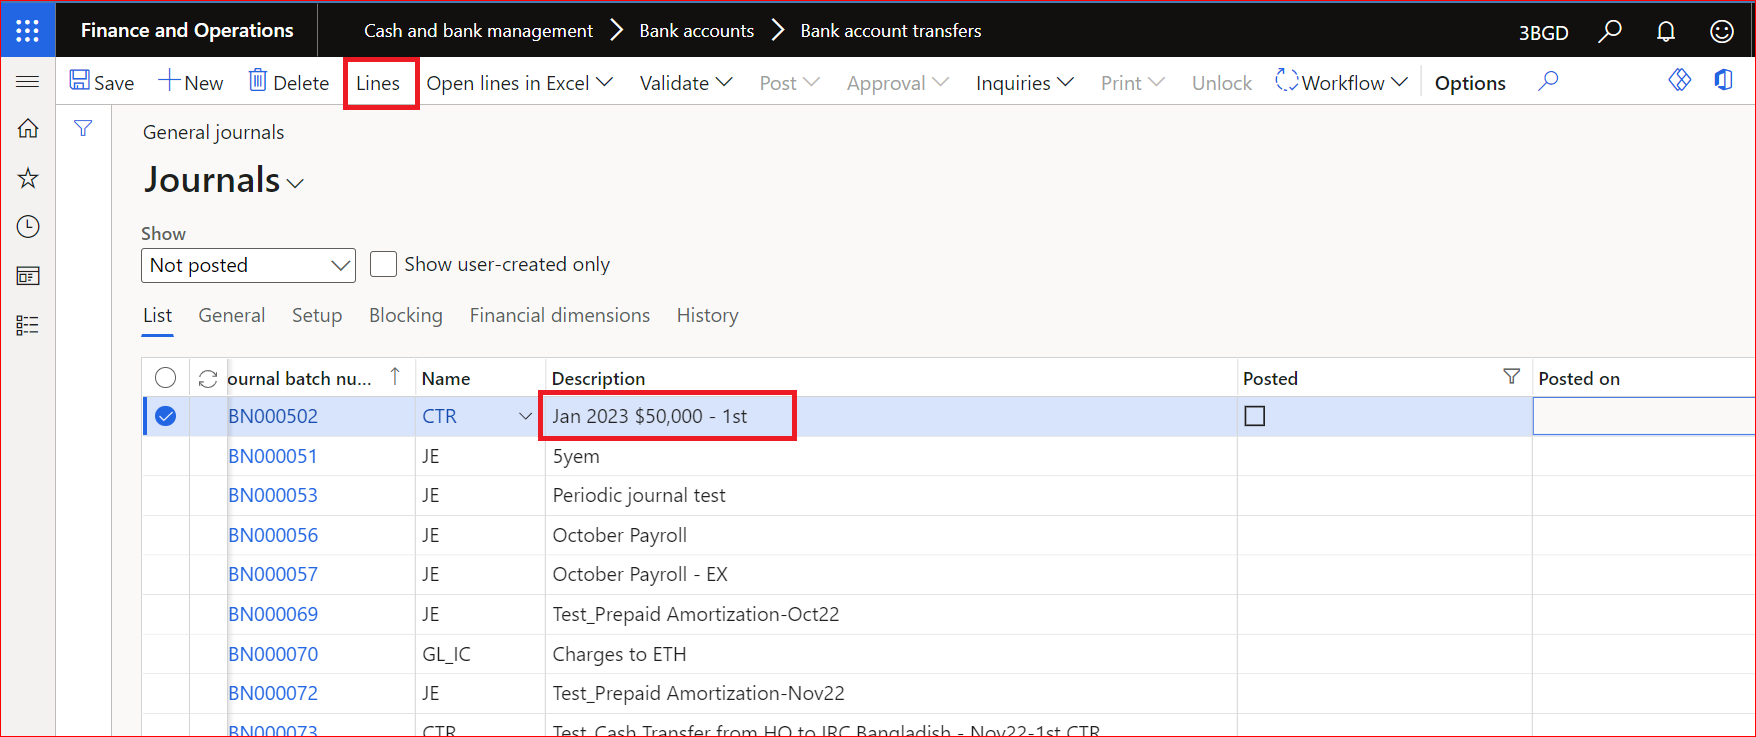 Finance and Operations Cash and bank management Bank accounts Bank account transfers 3BGD
Save New Delete Lines Open lines in Excel Validate Post Approval Inquiries Print Unlock Workflow Options
General journals
Journals
Show
Not posted Show user-created only
List General Setup Blocking Financial dimensions History
ournal batch nu... Name Description Posted Posted on
BN000502 CTR Jan 2023 $50,000 - 1st
BN000051 JE 5yem
BN000053 JE Periodic journal test
BN000056 JE October Payroll
BN000057 JE October Payroll - EX
BN000069 JE Test_Prepaid Amortization-Oct22
BN000070 GL_IC Charges to ETH
BN000072 JE Test_Prepaid Amortization-Nov22
BN000073 CTR Test_Cash Transfer from HQ to IRC Bangladish - Nov22-1st CTR